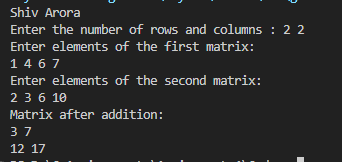 Shiv Arora
Enter the number of rows and columns : 2 2
Enter elements of the first matrix:
1 4 6 7
Enter elements of the second matrix:
2 3 6 10
Matrix after addition:
3 7
12 17